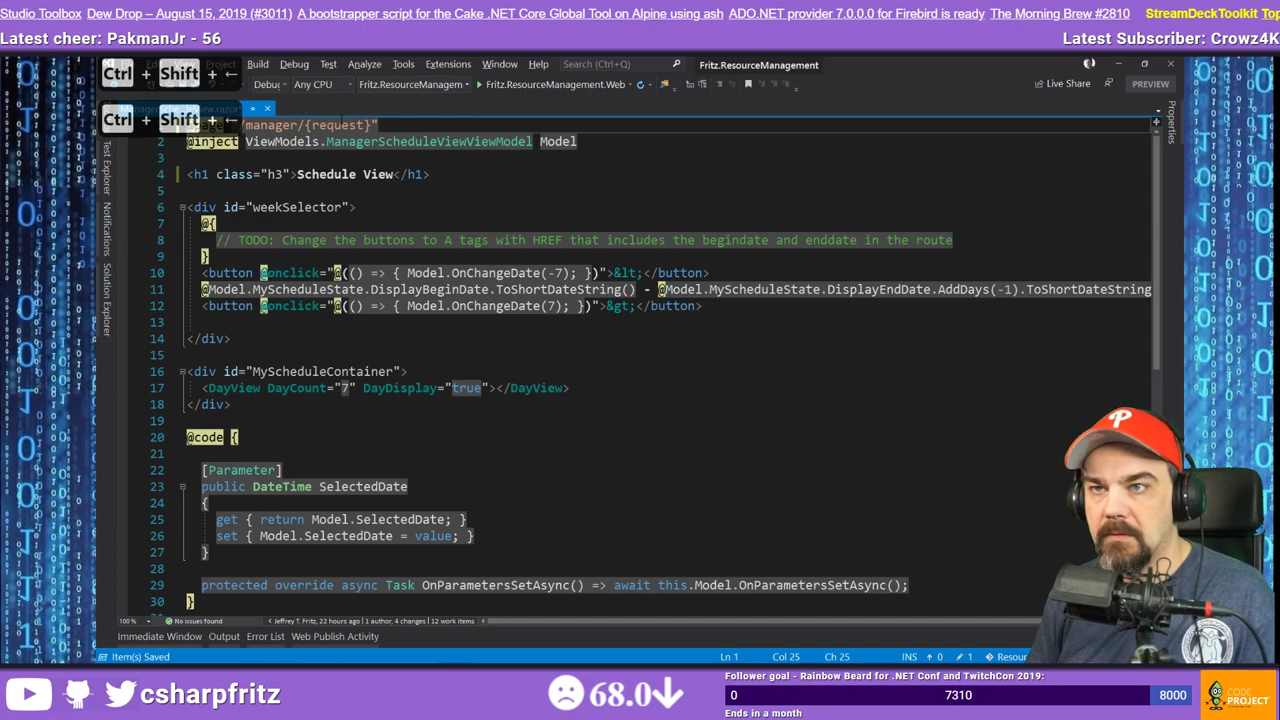 Studio Toolbox Dew Drop – August 15, 2019 (#3011) A bootstrapper script for the Cake .NET Core Global Tool on Alpine using ash ADO.NET provider 7.0.0.0 for Firebird is ready The Morning Brew #2810 StreamDeckToolkit Top
Latest cheer: PakmanJr - 56 Latest Subscriber: Crowz4K
Ctrl + Shift + ← Build Debug Test Analyze Tools Extensions Window Help Search (Ctrl+Q) Fritz.ResourceManagement
Debug Any CPU Fritz.ResourceManagem Fritz.ResourceManagement.Web Live Share PREVIEW
Ctrl + Shift + ←
/manager/{request}"
2 @inject ViewModels.ManagerScheduleViewViewModel Model
3
4 <h1 class="h3">Schedule View</h1>
5
6 <div id="weekSelector">
7 @{
8 // TODO: Change the buttons to A tags with HREF that includes the begindate and enddate in the route
9 }
10 <button @onclick="@(() => { Model.OnChangeDate(-7); })">&lt;</button>
11 @Model.MyScheduleState.DisplayBeginDate.ToShortDateString() - @Model.MyScheduleState.DisplayEndDate.AddDays(-1).ToShortDateString
12 <button @onclick="@(() => { Model.OnChangeDate(7); })">&gt;</button>
13
14 </div>
15
16 <div id="MyScheduleContainer">
17 <DayView DayCount="7" DayDisplay="true"></DayView>
18 </div>
19
20 @code {
21
22 [Parameter]
23 public DateTime SelectedDate
24 {
25 get { return Model.SelectedDate; }
26 set { Model.SelectedDate = value; }
27 }
28
29 protected override async Task OnParametersSetAsync() => await this.Model.OnParametersSetAsync();
30 }
Test Explorer
Notifications
Solution Explorer
Properties
100 % No issues found Jeffrey T. Fritz, 22 hours ago | 1 author, 4 changes | 12 work items
Immediate Window Output Error List Web Publish Activity
Item(s) Saved Ln 1 Col 25 Ch 25 INS 0 1 Resour
csharpfritz
68.0
Follower goal - Rainbow Beard for .NET Conf and TwitchCon 2019:
0 7310 8000
Ends in a month
CODE
PROJECT